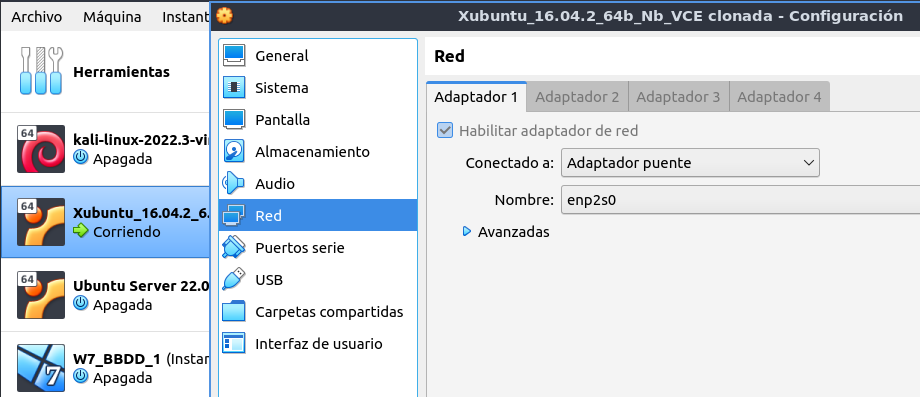 Archivo Máquina Instant
Xubuntu_16.04.2_64b_Nb_VCE clonada - Configuración
Herramientas
64
kali-linux-2022.3-vi
Apagada
64
Xubuntu_16.04.2_6
Corriendo
64
Ubuntu Server 22.0
Apagada
64
7
W7_BBDD_1 (Instan
Apagada
General
Sistema
Pantalla
Almacenamiento
Audio
Red
Puertos serie
USB
Carpetas compartidas
Interfaz de usuario
Red
Adaptador 1 Adaptador 2 Adaptador 3 Adaptador 4
Habilitar adaptador de red
Conectado a: Adaptador puente
Nombre: enp2s0
Avanzadas